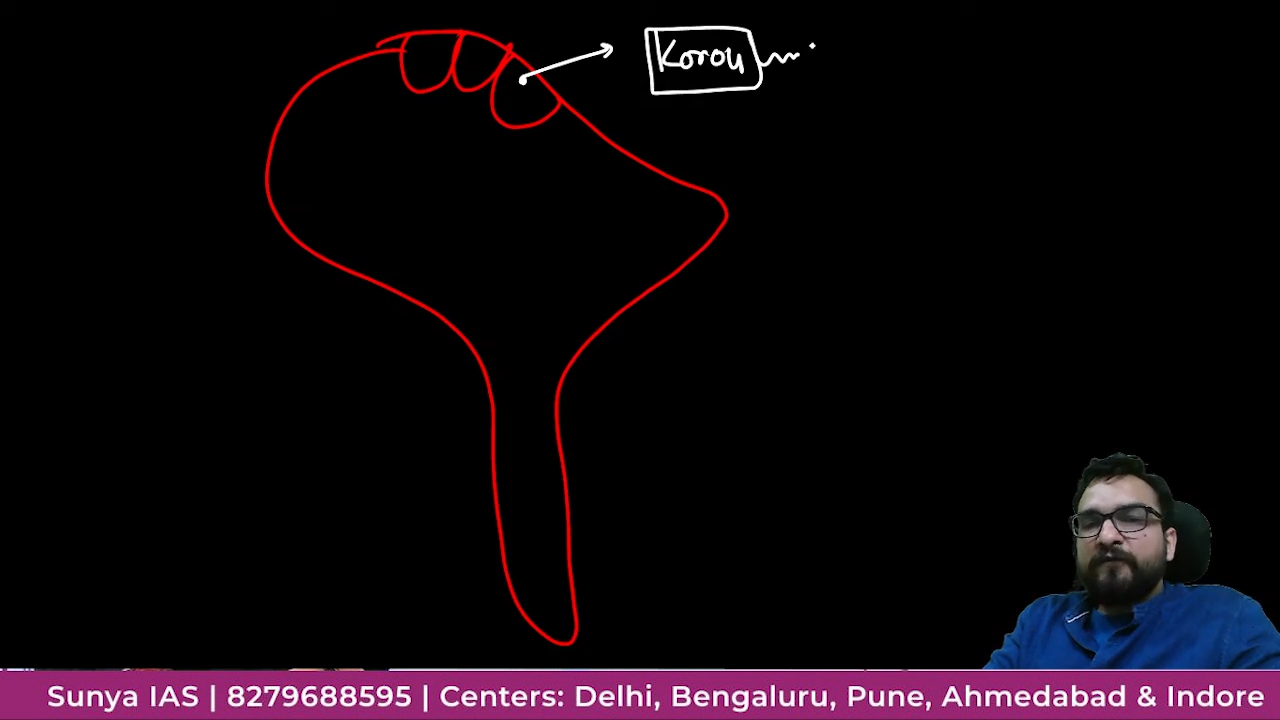 Korou
Sunya IAS | 8279688595 | Centers: Delhi, Bengaluru, Pune, Ahmedabad & Indore